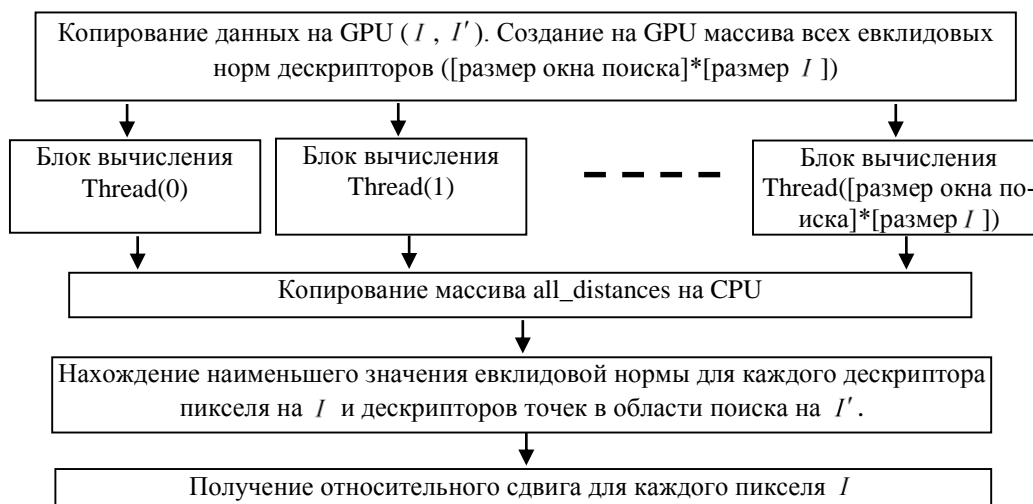 Копирование данных на GPU ( I , I′ ). Создание на GPU массива всех евклидовых
норм дескрипторов ([размер окна поиска]*[размер I ])
Блок вычисления
Thread(0)
Блок вычисления
Thread(1)
Блок вычисления
Thread([размер окна по-
иска]*[размер I ])
Копирование массива all_distances на CPU
Нахождение наименьшего значения евклидовой нормы для каждого дескриптора
пикселя на I и дескрипторов точек в области поиска на I′ .
Получение относительного сдвига для каждого пикселя I